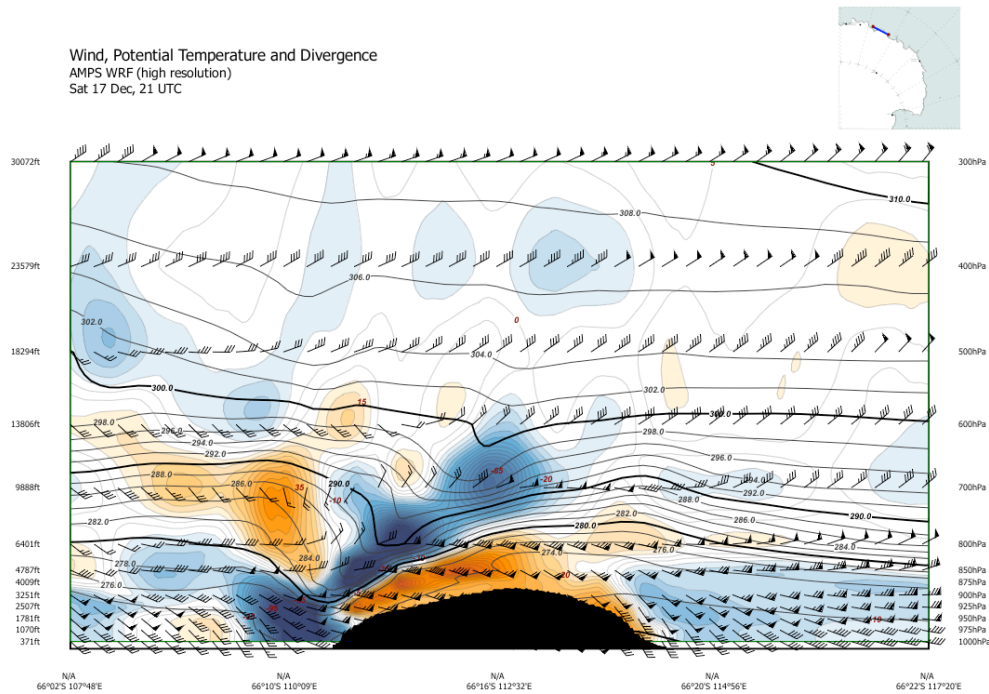 Wind, Potential Temperature and Divergence
AMPS WRF (high resolution)
Sat 17 Dec, 21 UTC
30072ft
300hPa
5
310.0
308.0
23579ft
400hPa
306.0
302.0
0
18294ft
500hPa
304.0
300.0
302.0
15
300.0
13806ft
600hPa
298.0
296.0
298.0
294.0
292.0
296.0
288.0
-65
-20
294.0
9888ft
286.0
35
290.0
700hPa
-10
292.0
288.0
290.0
282.0
282.0
286.0
280.0
6401ft
800hPa
284.0
274.0
276.0
284.0
278.0
4787ft
850hPa
20
4009ft
276.0
875hPa
3251ft
900hPa
2507ft
925hPa
1781ft
950hPa
-10
1070ft
975hPa
371ft
1000hPa
N/A N/A N/A N/A N/A
66°02'S 107°48'E 66°10'S 110°09'E 66°16'S 112°32'E 66°20'S 114°56'E 66°22'S 117°20'E